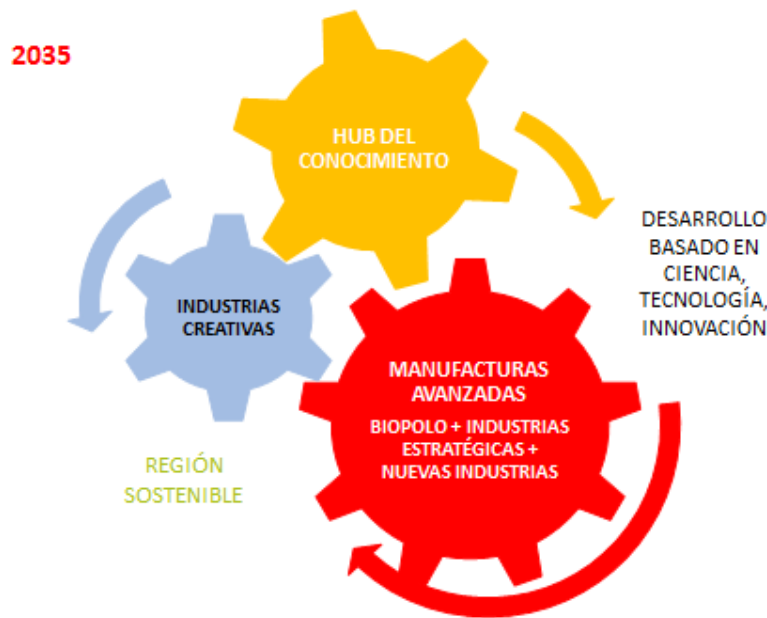 2035
HUB DEL
CONOCIMIENTO
DESARROLLO
BASADO EN
CIENCIA,
TECNOLOGÍA,
INNOVACIÓN
INDUSTRIAS
CREATIVAS
MANUFACTURAS
AVANZADAS
BIOPOLO + INDUSTRIAS
ESTRATÉGICAS +
NUEVAS INDUSTRIAS
REGIÓN
SOSTENIBLE